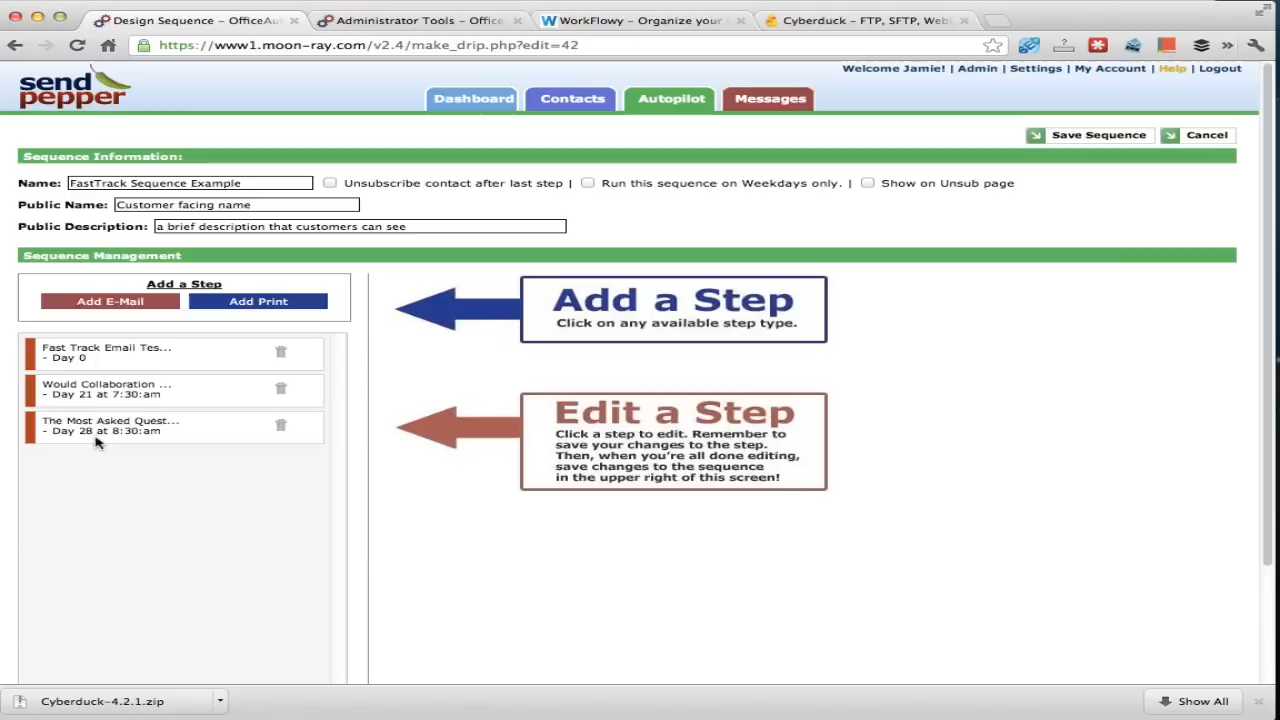 Design Sequence – OfficeAu
Administrator Tools – Office
WorkFlowy – Organize your
Cyberduck – FTP, SFTP, Web
https://www1.moon-ray.com/v2.4/make_drip.php?edit=42
send
pepper
Welcome Jamie! | Admin | Settings | My Account | Help | Logout
Dashboard
Contacts
Autopilot
Messages
Save Sequence
Cancel
Sequence Information:
Name: FastTrack Sequence Example
Unsubscribe contact after last step |
Run this sequence on Weekdays only. |
Show on Unsub page
Public Name: Customer facing name
Public Description: a brief description that customers can see
Sequence Management
Add a Step
Add E-Mail
Add Print
Fast Track Email Tes...
- Day 0
Would Collaboration ...
- Day 21 at 7:30:am
The Most Asked Quest...
- Day 28 at 8:30:am
Add a Step
Click on any available step type.
Edit a Step
Click a step to edit. Remember to
save your changes to the step.
Then, when you're all done editing,
save changes to the sequence
in the upper right of this screen!
Cyberduck-4.2.1.zip
Show All